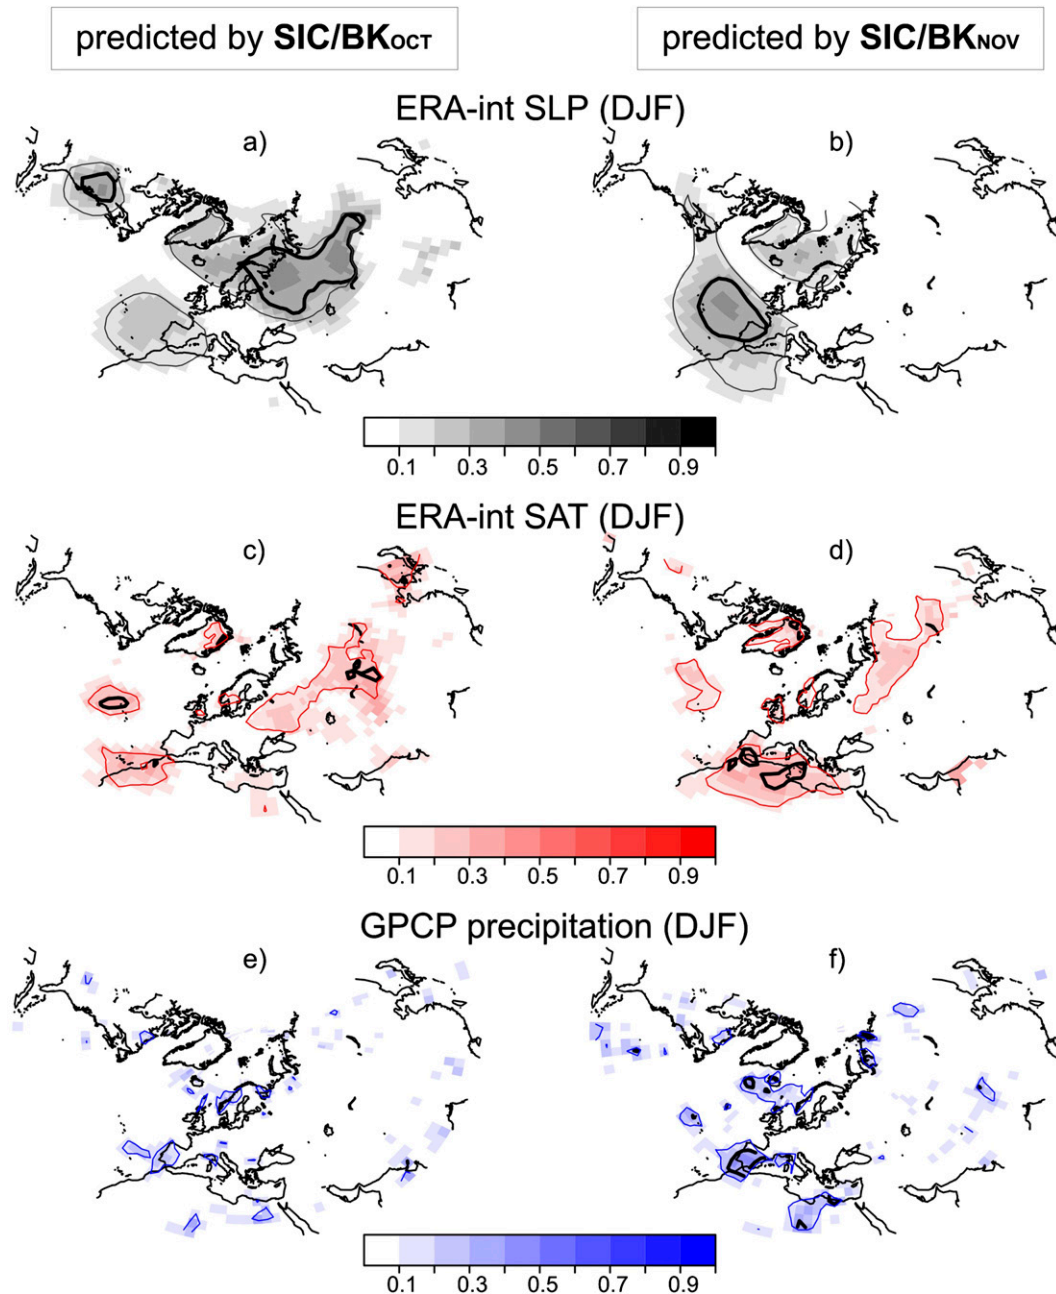 predicted by SIC/BKOCT
predicted by SIC/BKNOV
ERA-int SLP (DJF)
a)
b)
0.1 0.3 0.5 0.7 0.9
ERA-int SAT (DJF)
c)
d)
0.1 0.3 0.5 0.7 0.9
GPCP precipitation (DJF)
e)
f)
0.1 0.3 0.5 0.7 0.9